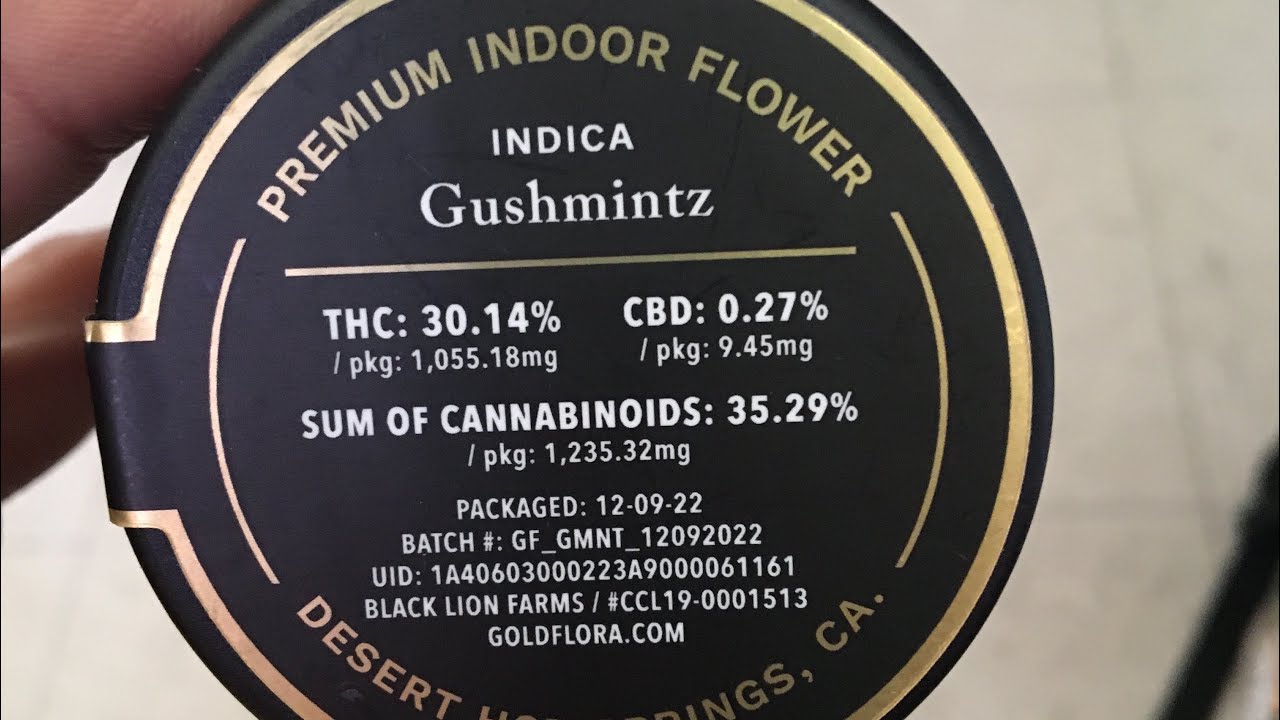 PREMIUM INDOOR FLOWER
INDICA
Gushmintz
THC: 30.14% CBD: 0.27%
/ pkg: 1,055.18mg / pkg: 9.45mg
SUM OF CANNABINOIDS: 35.29%
/ pkg: 1,235.32mg
PACKAGED: 12-09-22
BATCH #: GF_GMNT_12092022
UID: 1A40603000223A9000061161
BLACK LION FARMS / #CCL19-0001513
GOLDFLORA.COM
DESERT HOT SPRINGS, CA.